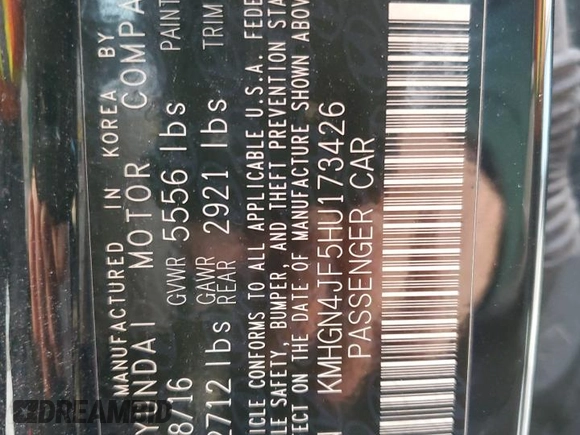 MANUFACTURED IN KOREA BY
YUNDAI MOTOR COMPA
8/16 GVWR 5556 lbs PAINT
2712 lbs GAWR REAR 2921 lbs TRIM
ICLE CONFORMS TO ALL APPLICABLE U.S.A. FEDE
LE SAFETY, BUMPER, AND THEFT PREVENTION STA
ECT ON THE DATE OF MANUFACTURE SHOWN ABOV
KMHGN4JF5HU173426
PASSENGER CAR
DREAMBID